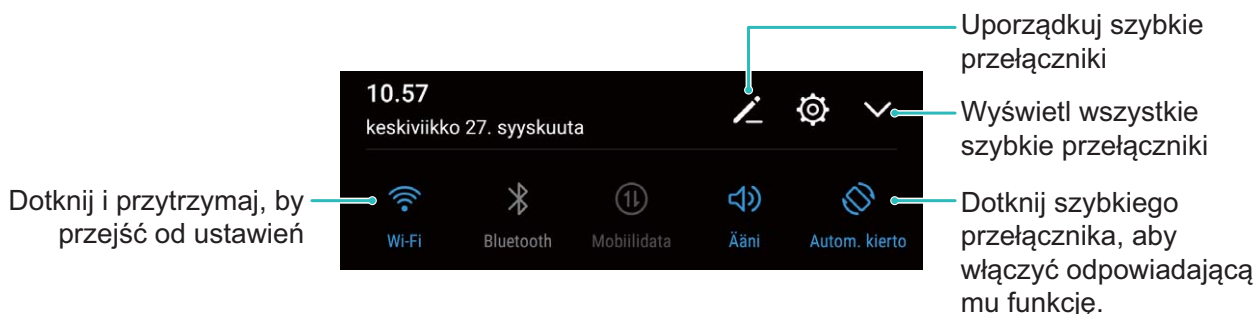 Uporządkuj szybkie
przełączniki
10.57
keskiviikko 27. syyskuuta
Wyświetl wszystkie
szybkie przełączniki
Dotknij i przytrzymaj, by
przejść od ustawień
Wi-Fi
Bluetooth
Mobiilidata
Ääni
Autom. kierto
Dotknij szybkiego
przełącznika, aby
włączyć odpowiadającą
mu funkcję.